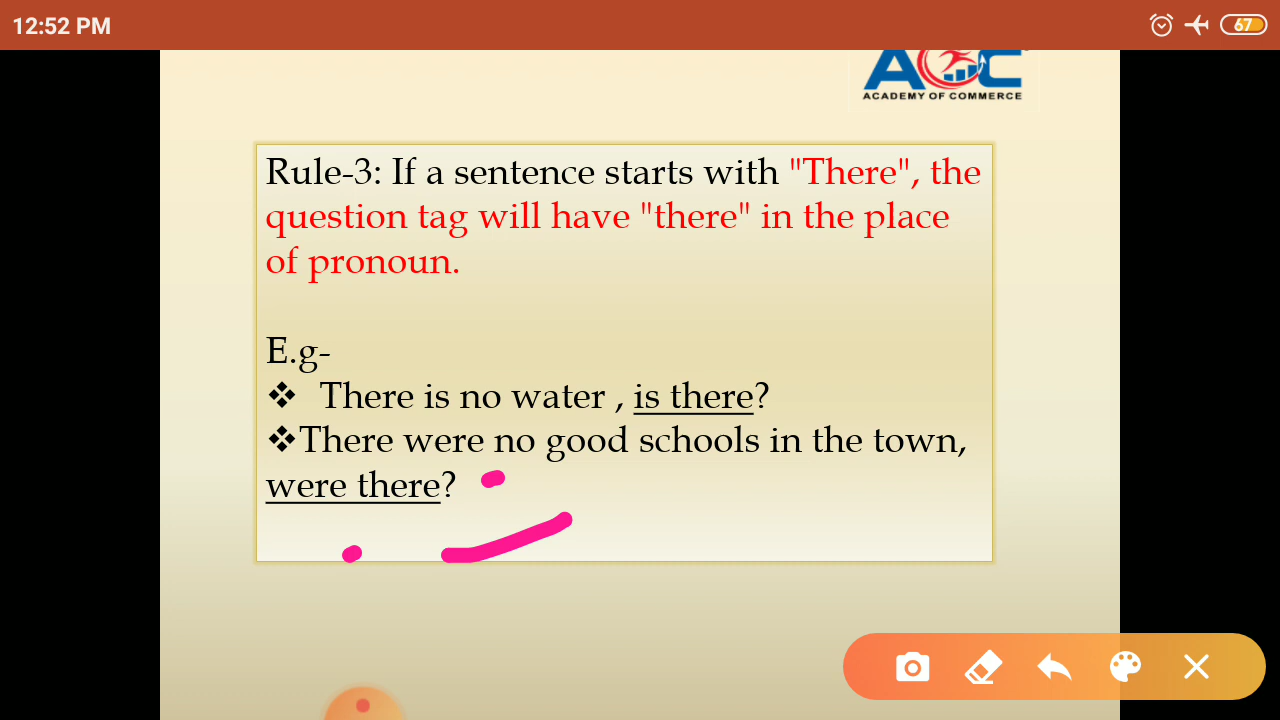 12:52 PM
67
AOC
ACADEMY OF COMMERCE
Rule-3: If a sentence starts with "There", the
question tag will have "there" in the place
of pronoun.
E.g-
❖ There is no water , is there?
❖There were no good schools in the town,
were there?